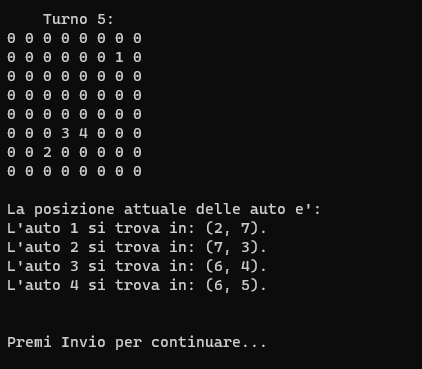 Turno 5:
0 0 0 0 0 0 0 0
0 0 0 0 0 0 1 0
0 0 0 0 0 0 0 0
0 0 0 0 0 0 0 0
0 0 0 0 0 0 0 0
0 0 0 3 4 0 0 0
0 0 2 0 0 0 0 0
0 0 0 0 0 0 0 0
La posizione attuale delle auto e':
L'auto 1 si trova in: (2, 7).
L'auto 2 si trova in: (7, 3).
L'auto 3 si trova in: (6, 4).
L'auto 4 si trova in: (6, 5).
Premi Invio per continuare...